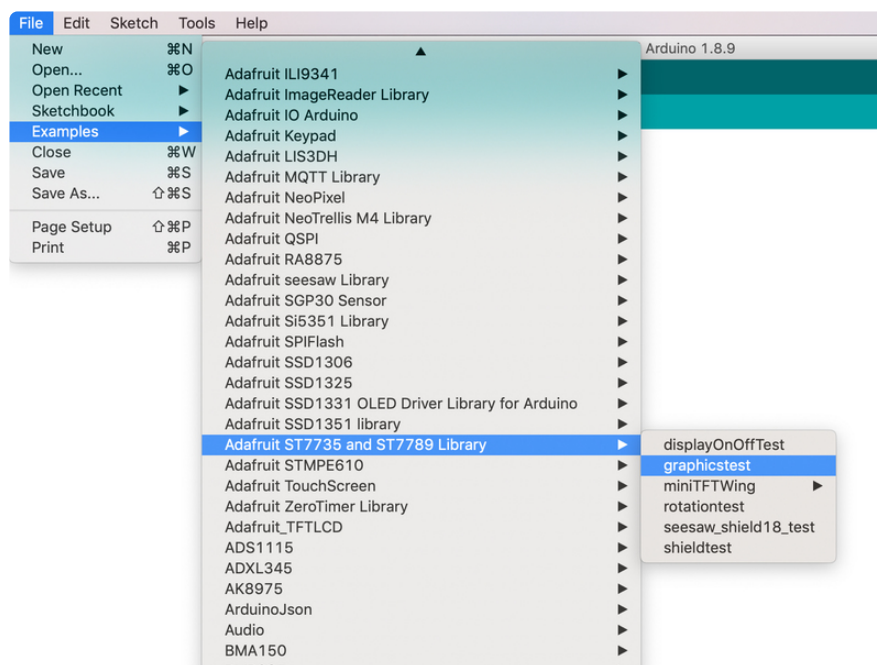 File Edit Sketch Tools Help
Arduino 1.8.9
New ⌘N
Open... ⌘O
Open Recent ▶
Sketchbook ▶
Examples ▶
Close ⌘W
Save ⌘S
Save As... ⇧⌘S
Page Setup ⇧⌘P
Print ⌘P
▲
Adafruit ILI9341 ▶
Adafruit ImageReader Library ▶
Adafruit IO Arduino ▶
Adafruit Keypad ▶
Adafruit LIS3DH ▶
Adafruit MQTT Library ▶
Adafruit NeoPixel ▶
Adafruit NeoTrellis M4 Library ▶
Adafruit QSPI ▶
Adafruit RA8875 ▶
Adafruit seesaw Library ▶
Adafruit SGP30 Sensor ▶
Adafruit Si5351 Library ▶
Adafruit SPIFlash ▶
Adafruit SSD1306 ▶
Adafruit SSD1325 ▶
Adafruit SSD1331 OLED Driver Library for Arduino ▶
Adafruit SSD1351 library ▶
Adafruit ST7735 and ST7789 Library ▶
Adafruit STMPE610 ▶
Adafruit TouchScreen ▶
Adafruit ZeroTimer Library ▶
Adafruit_TFTLCD ▶
ADS1115 ▶
ADXL345 ▶
AK8975 ▶
ArduinoJson ▶
Audio ▶
BMA150 ▶
displayOnOffTest
graphicstest
miniTFTWing ▶
rotationtest
seesaw_shield18_test
shieldtest